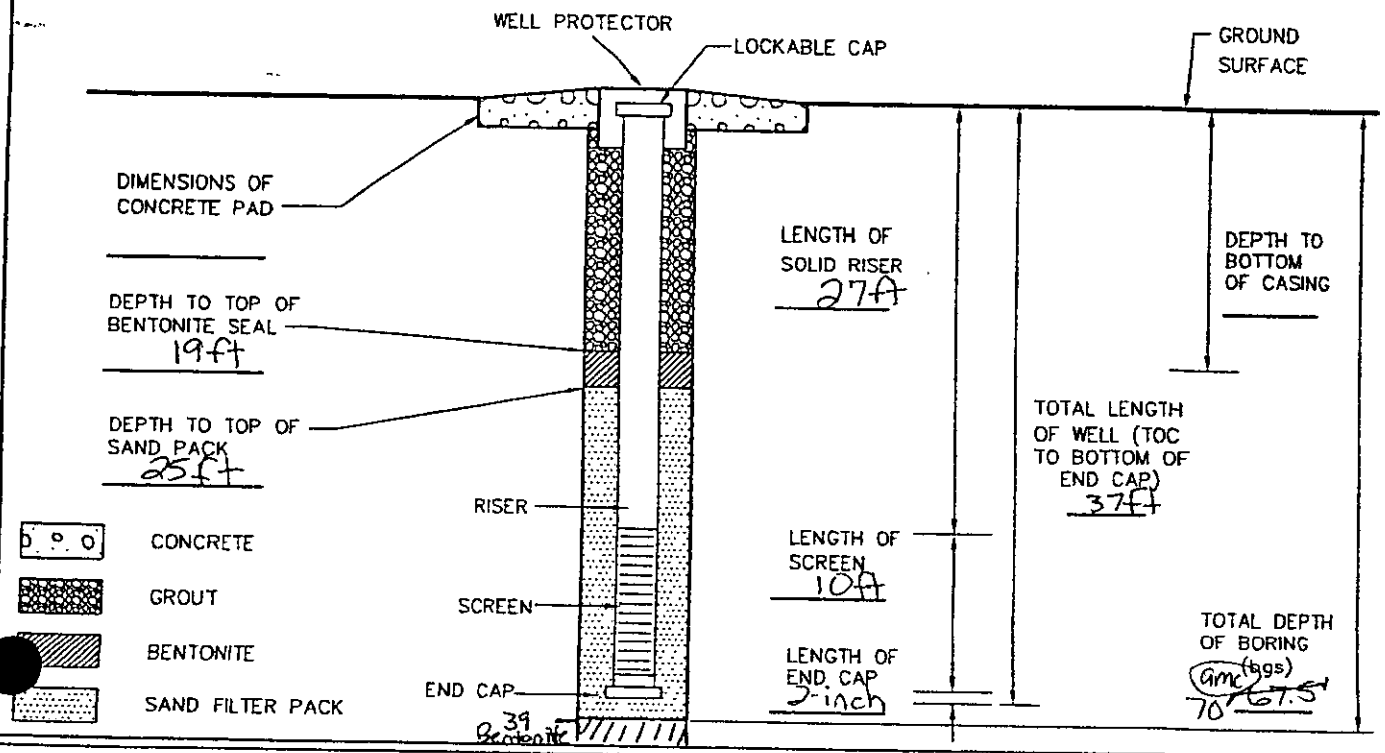 WELL PROTECTOR
LOCKABLE CAP
GROUND
SURFACE
DIMENSIONS OF
CONCRETE PAD
DEPTH TO TOP OF
BENTONITE SEAL
19ft
DEPTH TO TOP OF
SAND PACK
25ft
CONCRETE
GROUT
BENTONITE
SAND FILTER PACK
RISER
SCREEN
END CAP
39
Bentonite
LENGTH OF
SOLID RISER
27ft
LENGTH OF
SCREEN
10ft
LENGTH OF
END CAP
2-inch
TOTAL LENGTH
OF WELL (TOC
TO BOTTOM OF
END CAP)
37ft
DEPTH TO
BOTTOM
OF CASING
TOTAL DEPTH
OF BORING
(bgs)
gmc
70' 67.5'